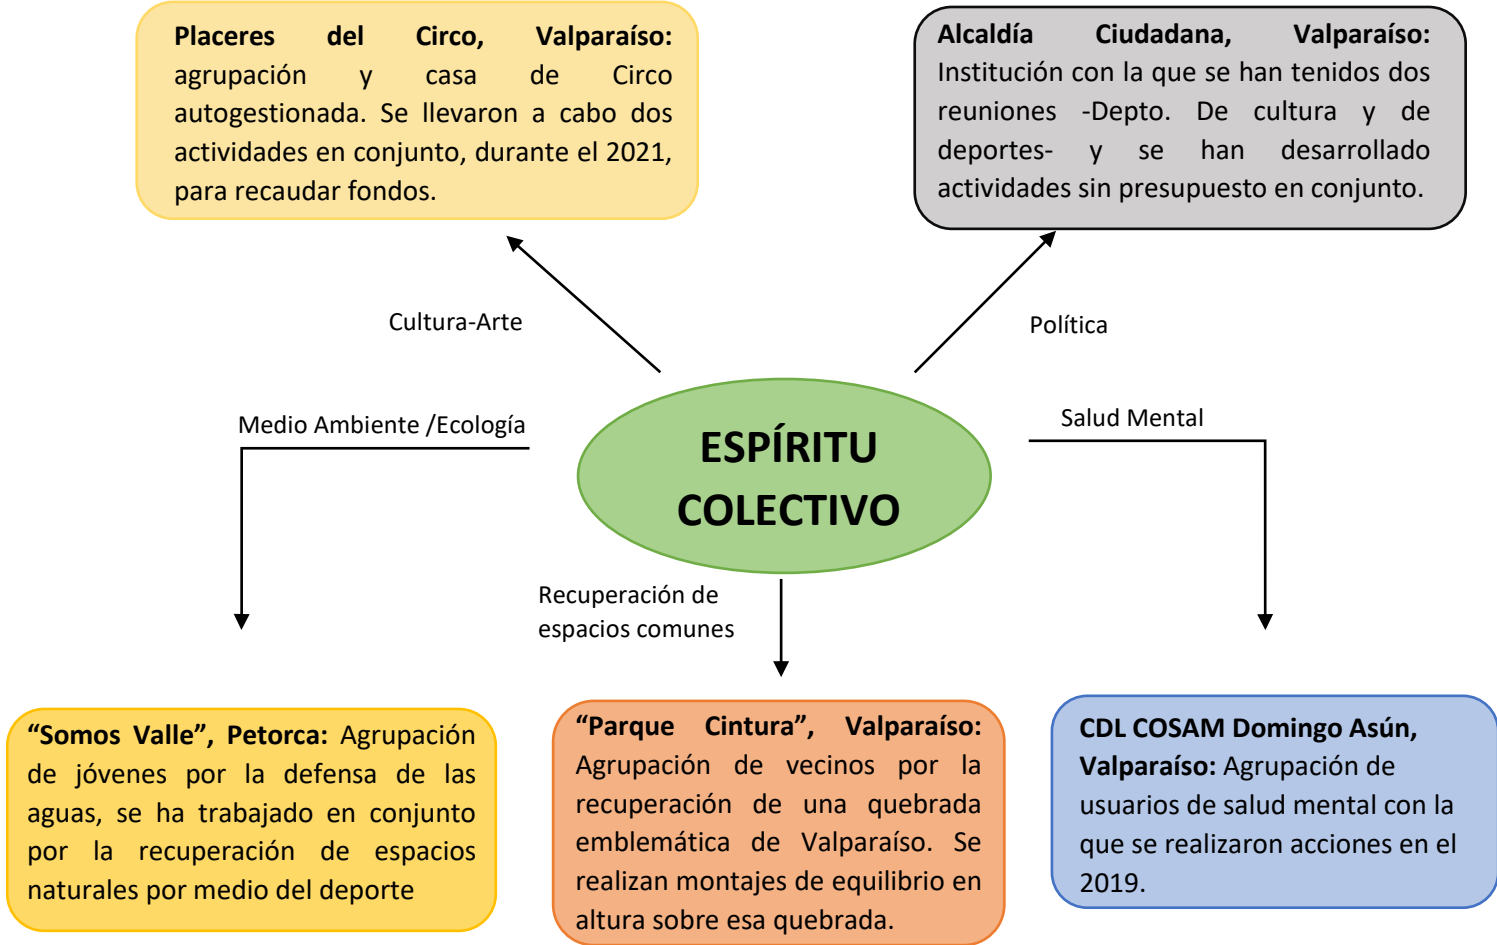 Placeres del Circo, Valparaíso:
agrupación y casa de Circo
autogestionada. Se llevaron a cabo dos
actividades en conjunto, durante el 2021,
para recaudar fondos.
Alcaldía Ciudadana, Valparaíso:
Institución con la que se han tenidos dos
reuniones -Depto. De cultura y de
deportes- y se han desarrollado
actividades sin presupuesto en conjunto.
Cultura-Arte
Política
Medio Ambiente /Ecología
Salud Mental
ESPÍRITU
COLECTIVO
Recuperación de
espacios comunes
“Somos Valle”, Petorca: Agrupación
de jóvenes por la defensa de las
aguas, se ha trabajado en conjunto
por la recuperación de espacios
naturales por medio del deporte
“Parque Cintura”, Valparaíso:
Agrupación de vecinos por la
recuperación de una quebrada
emblemática de Valparaíso. Se
realizan montajes de equilibrio en
altura sobre esa quebrada.
CDL COSAM Domingo Asún,
Valparaíso: Agrupación de
usuarios de salud mental con la
que se realizaron acciones en el
2019.